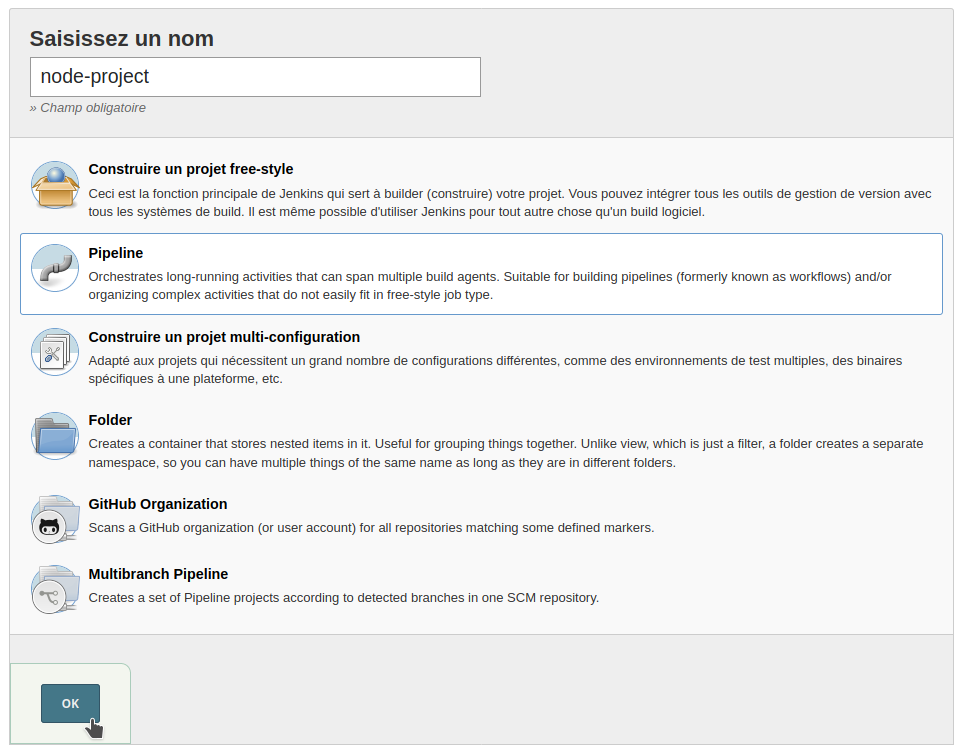 Saisissez un nom
node-project
» Champ obligatoire
Construire un projet free-style
Ceci est la fonction principale de Jenkins qui sert à builder (construire) votre projet. Vous pouvez intégrer tous les outils de gestion de version avec
tous les systèmes de build. Il est même possible d'utiliser Jenkins pour tout autre chose qu'un build logiciel.
Pipeline
Orchestrates long-running activities that can span multiple build agents. Suitable for building pipelines (formerly known as workflows) and/or
organizing complex activities that do not easily fit in free-style job type.
Construire un projet multi-configuration
Adapté aux projets qui nécessitent un grand nombre de configurations différentes, comme des environnements de test multiples, des binaires
spécifiques à une plateforme, etc.
Folder
Creates a container that stores nested items in it. Useful for grouping things together. Unlike view, which is just a filter, a folder creates a separate
namespace, so you can have multiple things of the same name as long as they are in different folders.
GitHub Organization
Scans a GitHub organization (or user account) for all repositories matching some defined markers.
Multibranch Pipeline
Creates a set of Pipeline projects according to detected branches in one SCM repository.
OK